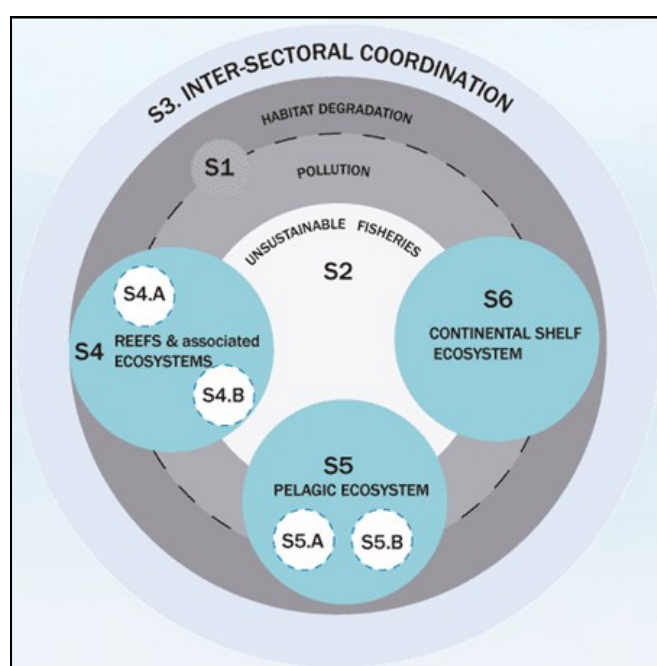 S3. INTER-SECTORAL COORDINATION
HABITAT DEGRADATION
S1
POLLUTION
UNSUSTAINABLE FISHERIES
S2
S4.A
S4 REEFS & associated
ECOSYSTEMS
S4.B
S6
CONTINENTAL SHELF
ECOSYSTEM
S5
PELAGIC ECOSYSTEM
S5.A S5.B